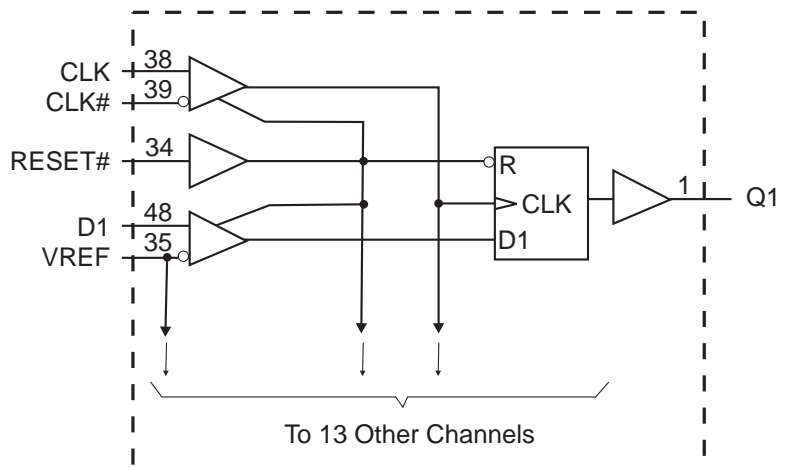 CLK 38
CLK# 39
RESET# 34
R
CLK
1 Q1
D1 48
VREF 35
D1
To 13 Other Channels